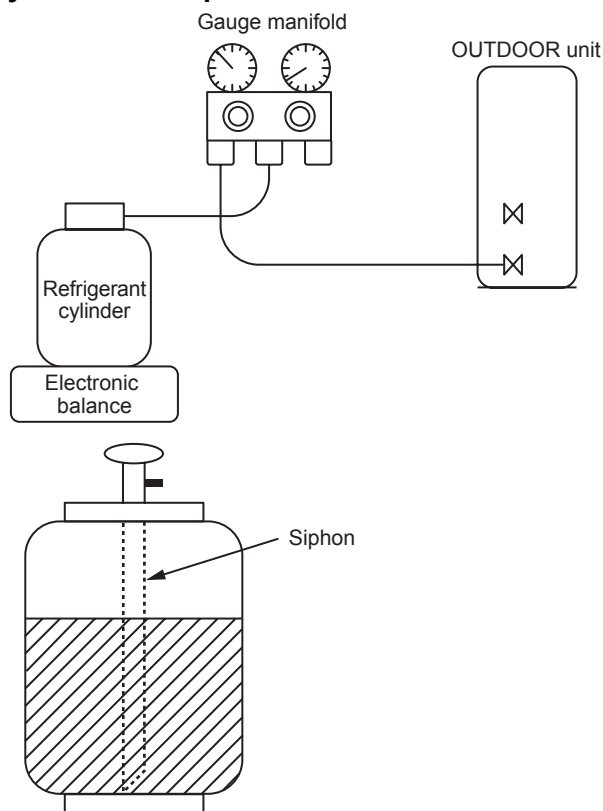 Gauge manifold
OUTDOOR unit
Refrigerant
cylinder
Electronic
balance
Siphon